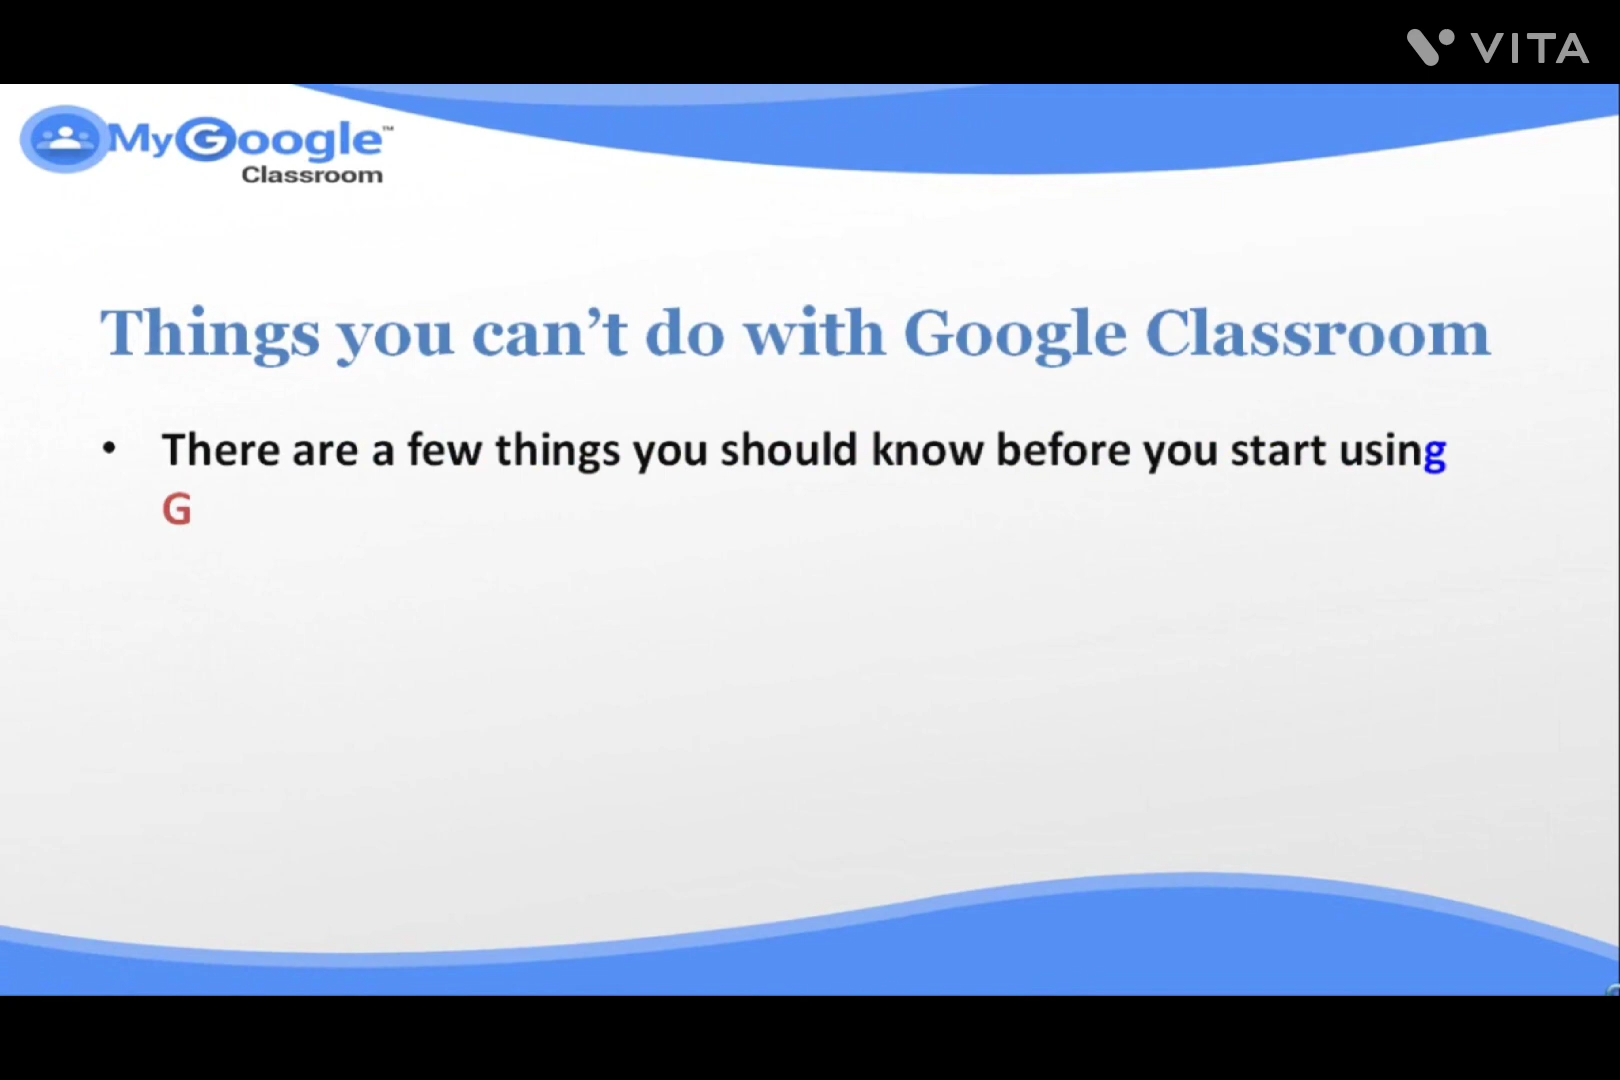 VITA
MyGoogle™
Classroom
Things you can't do with Google Classroom
• There are a few things you should know before you start using
G